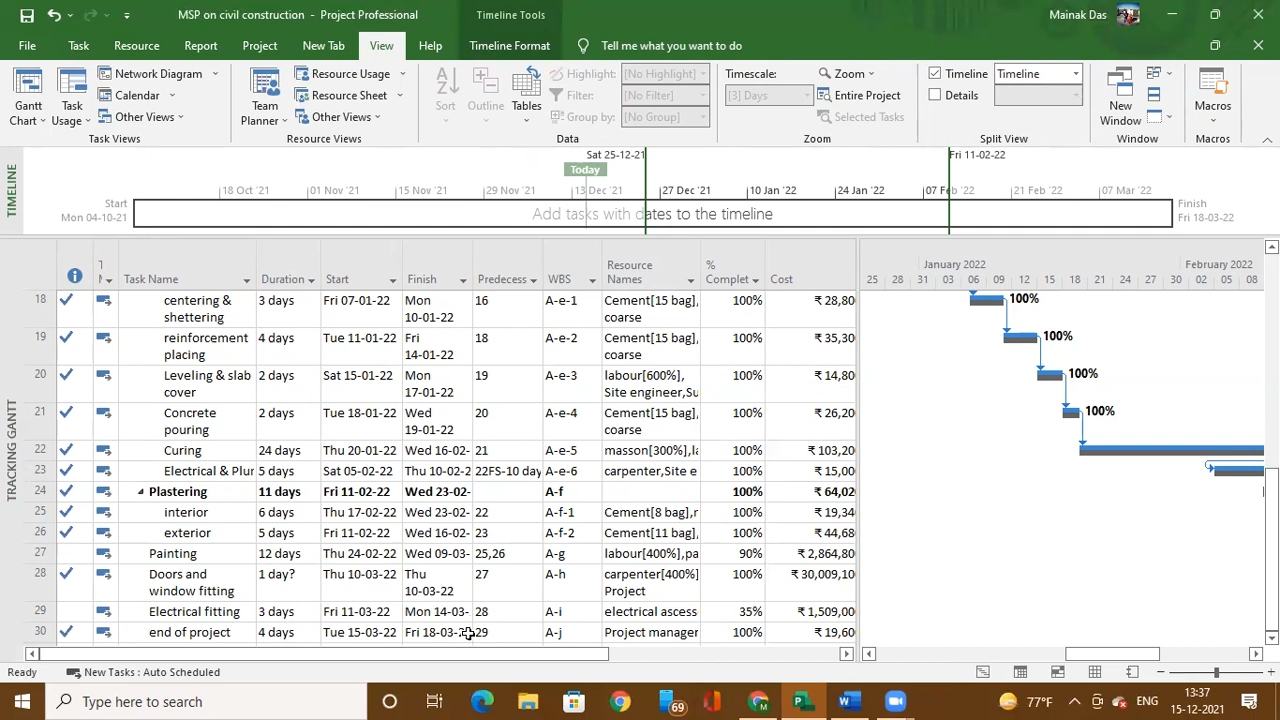 MSP on civil construction - Project Professional
Timeline Tools
Mainak Das
File Task Resource Report Project New Tab View Help Timeline Format Tell me what you want to do
Gantt Chart
Task Usage
Network Diagram
Calendar
Other Views
Task Views
Team Planner
Resource Usage
Resource Sheet
Other Views
Resource Views
Sort
Outline
Tables
Highlight: [No Highlight]
Filter: [No Filter]
Group by: [No Group]
Data
Timescale:
[3] Days
Zoom
Entire Project
Selected Tasks
Zoom
Timeline Timeline
Details
Split View
New Window
Window
Macros
Macros
TIMELINE
Sat 25-12-21 Fri 11-02-22
Today
18 Oct '21 01 Nov '21 15 Nov '21 29 Nov '21 13 Dec '21 27 Dec '21 10 Jan '22 24 Jan '22 07 Feb '22 21 Feb '22 07 Mar '22
Start
Mon 04-10-21
Add tasks with dates to the timeline
Finish
Fri 18-03-22
TRACKING GANTT
T M Task Name Duration Start Finish Predecess WBS Resource Names % Complet Cost
January 2022 February 2022
25 28 31 03 06 09 12 15 18 21 24 27 30 02 05 08
18 centering & shettering 3 days Fri 07-01-22 Mon 10-01-22 16 A-e-1 Cement[15 bag], coarse 100% ₹ 28,80 100%
19 reinforcement placing 4 days Tue 11-01-22 Fri 14-01-22 18 A-e-2 Cement[15 bag], coarse 100% ₹ 35,30 100%
20 Leveling & slab cover 2 days Sat 15-01-22 Mon 17-01-22 19 A-e-3 labour[600%], Site engineer,Su 100% ₹ 14,80 100%
21 Concrete pouring 2 days Tue 18-01-22 Wed 19-01-22 20 A-e-4 Cement[15 bag], coarse 100% ₹ 26,20 100%
22 Curing 24 days Thu 20-01-22 Wed 16-02- 21 A-e-5 masson[300%],la 100% ₹ 103,20
23 Electrical & Plur 5 days Sat 05-02-22 Thu 10-02-2 22FS-10 day A-e-6 carpenter,Site e 100% ₹ 15,00
24 Plastering 11 days Fri 11-02-22 Wed 23-02- A-f 100% ₹ 64,02
25 interior 6 days Thu 17-02-22 Wed 23-02- 22 A-f-1 Cement[8 bag],r 100% ₹ 19,34
26 exterior 5 days Fri 11-02-22 Wed 16-02- 23 A-f-2 Cement[11 bag], 100% ₹ 44,68
27 Painting 12 days Thu 24-02-22 Wed 09-03- 25,26 A-g labour[400%],pa 90% ₹ 2,864,80
28 Doors and window fitting 1 day? Thu 10-03-22 Thu 10-03-22 27 A-h carpenter[400%] Project 100% ₹ 30,009,10
29 Electrical fitting 3 days Fri 11-03-22 Mon 14-03- 28 A-i electrical ascess 35% ₹ 1,509,00
30 end of project 4 days Tue 15-03-22 Fri 18-03-22 29 A-j Project manager 100% ₹ 19,60
Ready New Tasks : Auto Scheduled
Type here to search
69
77°F
ENG
13:37
15-12-2021